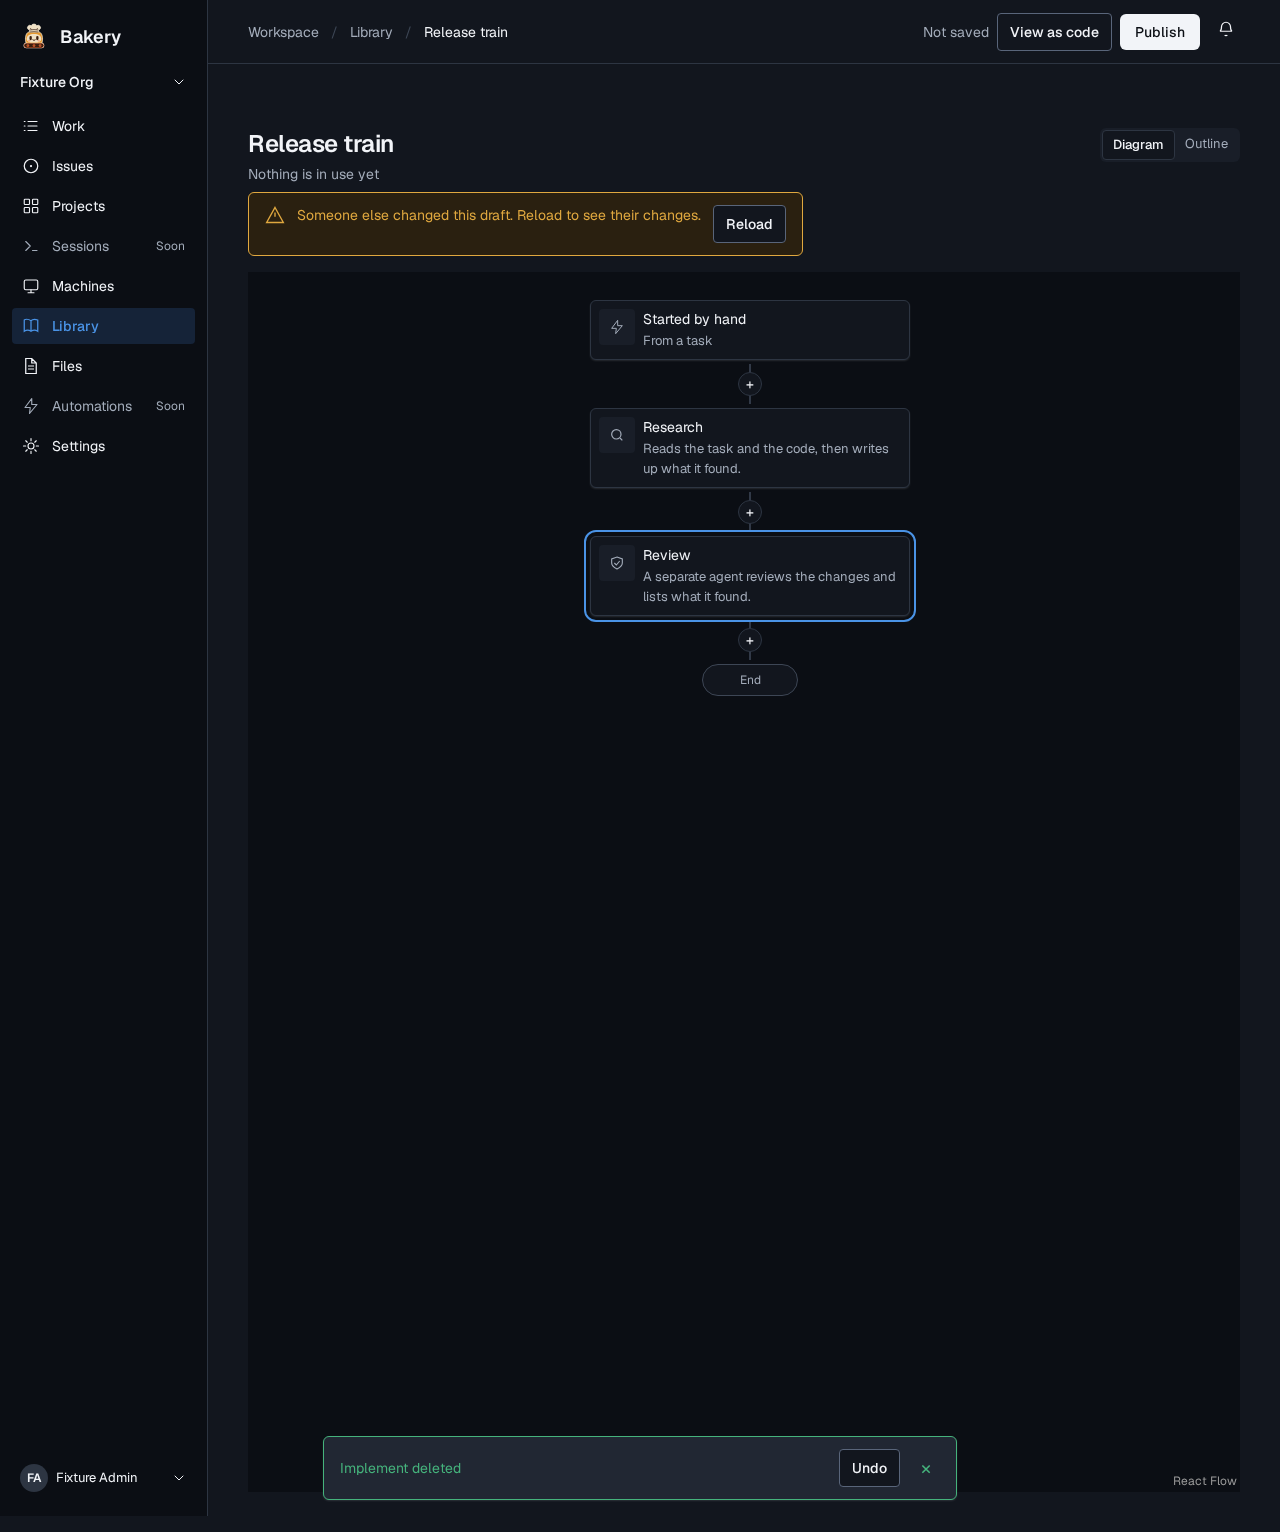 Bakery
Fixture Org
Work
Issues
Projects
Sessions Soon
Machines
Library
Files
Automations Soon
Settings
FA Fixture Admin
Workspace / Library / Release train
Not saved View as code Publish
Release train
Nothing is in use yet
Diagram Outline
Someone else changed this draft. Reload to see their changes. Reload
Started by hand
From a task
+
Research
Reads the task and the code, then writes
up what it found.
+
Review
A separate agent reviews the changes and
lists what it found.
+
End
Implement deleted Undo ×
React Flow